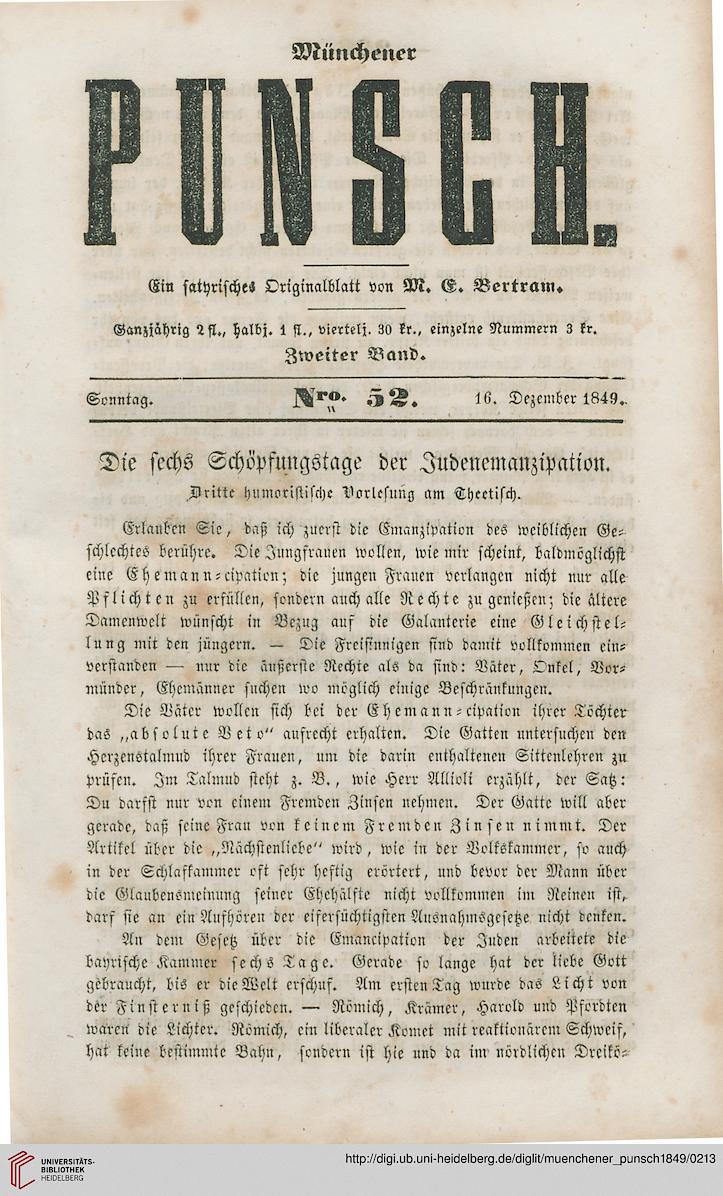 Münchener
PUNSCH.
Ein satyrisches Originalblatt von M. E. Bertram.
Ganzjährig 2 fl., halbj. 1 fl., viertelj. 30 kr., einzelne Nummern 3 kr.
Zweiter Band.
Sonntag. Nro. 52. 16. Dezember 1849.
Die sechs Schöpfungstage der Judenemanzipation.
Dritte humoristische Vorlesung am Theetisch.
Erlauben Sie, daß ich zuerst die Emanzipation des weiblichen Ge-
schlechtes berühre. Die Jungfrauen wollen, wie mir scheint, baldmöglichst
eine Ehemann-cipation; die jungen Frauen verlangen nicht nur alle
Pflichten zu erfüllen, sondern auch alle Rechte zu genießen; die ältere
Damenwelt wünscht in Bezug auf die Galanterie eine Gleichstel-
lung mit den jüngern. — Die Freisinnigen sind damit vollkommen ein-
verstanden — nur die äußerste Rechte als da sind: Väter, Onkel, Vor-
münder, Ehemänner suchen wo möglich einige Beschränkungen.
Die Väter wollen sich bei der Ehemann-cipation ihrer Töchter
das „absolute Veto" aufrecht erhalten. Die Gatten untersuchen den
Herzenstalmud ihrer Frauen, um die darin enthaltenen Sittenlehren zu
prüfen. Im Talmud steht z. B., wie Herr Allioli erzählt, der Satz:
Du darfst nur von einem Fremden Zinsen nehmen. Der Gatte will aber
gerade, daß seine Frau von keinem Fremden Zinsen nimmt. Der
Artikel über die „Nächstenliebe" wird, wie in der Volkskammer, so auch
in der Schlafkammer oft sehr heftig erörtert, und bevor der Mann über
die Glaubensmeinung seiner Ehehälfte nicht vollkommen im Reinen ist,
darf sie an ein Aufhören der eifersüchtigsten Ausnahmsgesetze nicht denken.
An dem Gesetz über die Emancipation der Juden arbeitete die
bayrische Kammer sechs Tage. Gerade so lange hat der liebe Gott
gebraucht, bis er die Welt erschuf. Am ersten Tag wurde das Licht von
der Finsterniß geschieden. — Römich, Krämer, Harold und Pfordten
waren die Lichter. Römich, ein liberaler Komet mit reaktionärem Schweif,
hat keine bestimmte Bahn, sondern ist hie und da im nördlichen Dreikö-
UNIVERSITÄTS-
BIBLIOTHEK
HEIDELBERG
http://digi.ub.uni-heidelberg.de/diglit/muenchener_punsch1849/0213